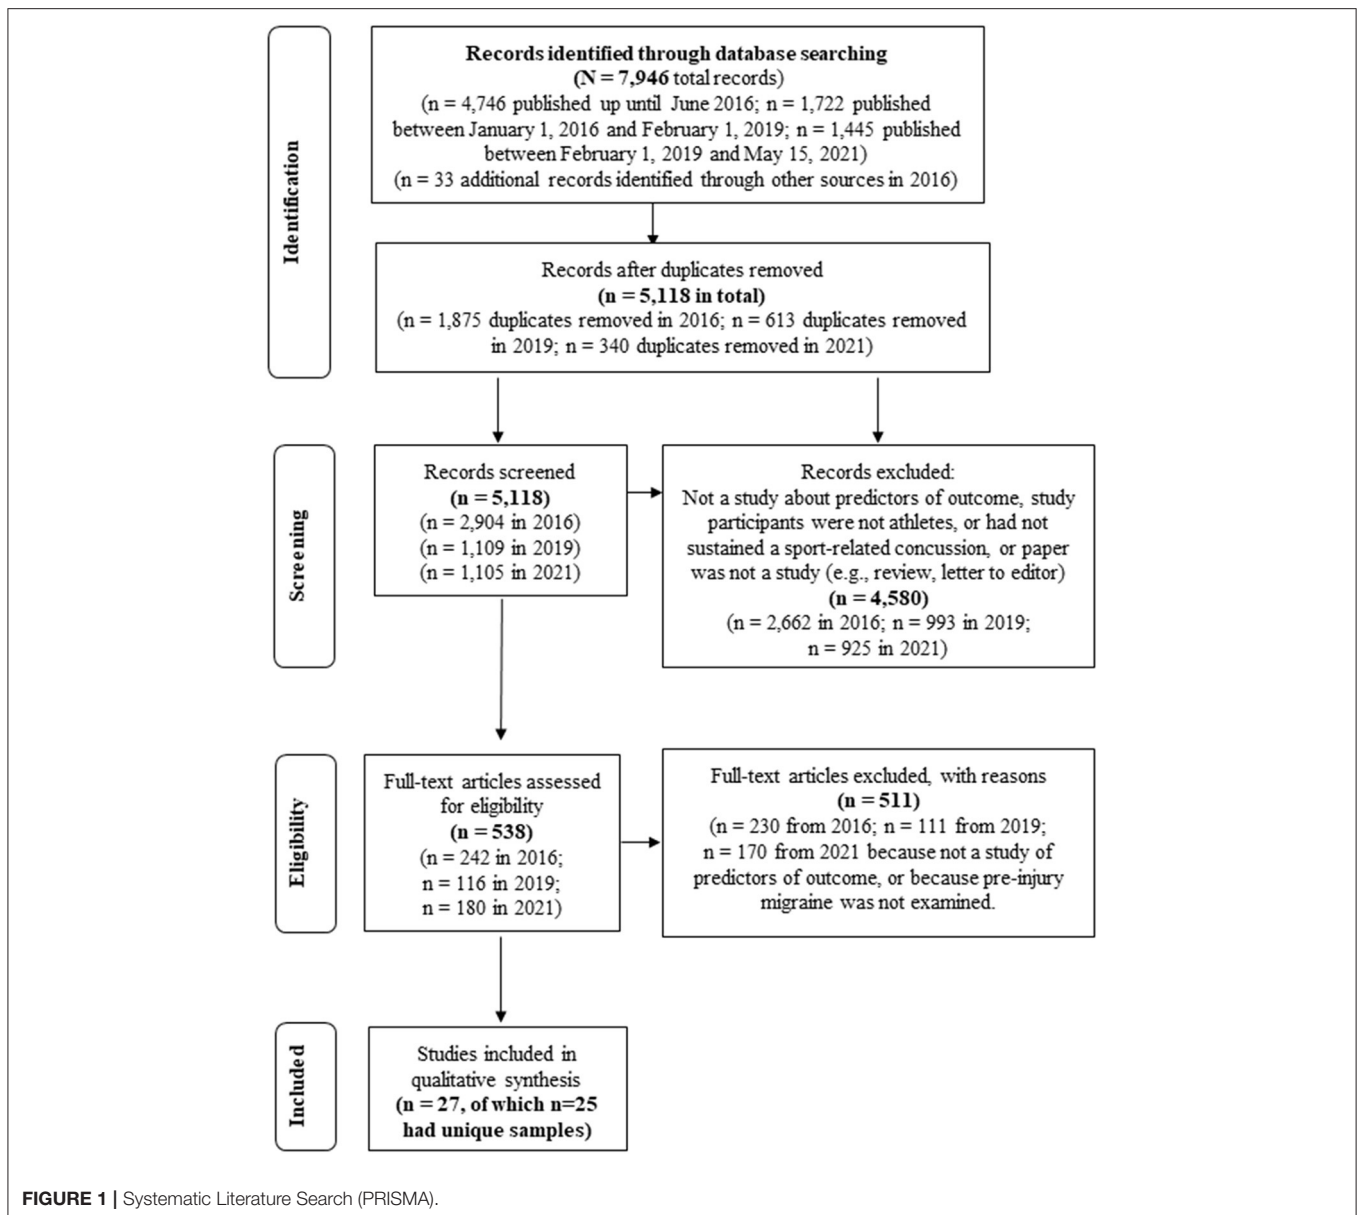 Identification
Records identified through database searching
(N = 7,946 total records)
(n = 4,746 published up until June 2016; n = 1,722 published
between January 1, 2016 and February 1, 2019; n = 1,445 published
between February 1, 2019 and May 15, 2021)
(n = 33 additional records identified through other sources in 2016)
Records after duplicates removed
(n = 5,118 in total)
(n = 1,875 duplicates removed in 2016; n = 613 duplicates removed
in 2019; n = 340 duplicates removed in 2021)
Screening
Records screened
(n = 5,118)
(n = 2,904 in 2016)
(n = 1,109 in 2019)
(n = 1,105 in 2021)
Records excluded:
Not a study about predictors of outcome, study
participants were not athletes, or had not
sustained a sport-related concussion, or paper
was not a study (e.g., review, letter to editor)
(n = 4,580)
(n = 2,662 in 2016; n = 993 in 2019;
n = 925 in 2021)
Eligibility
Full-text articles assessed
for eligibility
(n = 538)
(n = 242 in 2016;
n = 116 in 2019;
n = 180 in 2021)
Full-text articles excluded, with reasons
(n = 511)
(n = 230 from 2016; n = 111 from 2019;
n = 170 from 2021 because not a study of
predictors of outcome, or because pre-injury
migraine was not examined.
Included
Studies included in
qualitative synthesis
(n = 27, of which n=25
had unique samples)
FIGURE 1 | Systematic Literature Search (PRISMA).